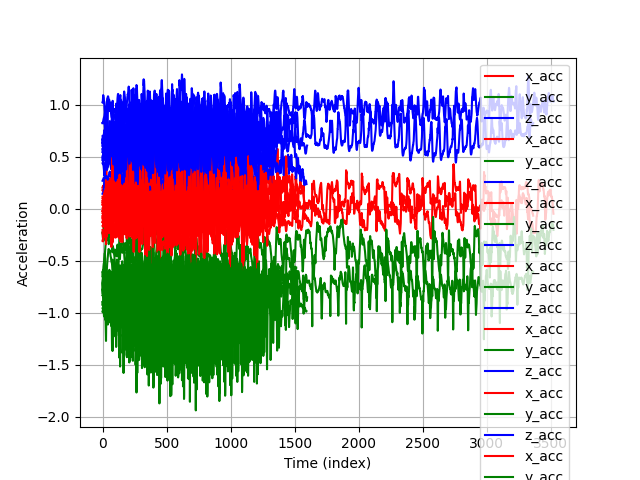 1.0
0.5
0.0
−0.5
−1.0
−1.5
−2.0
Acceleration
0
500
1000
1500
2000
2500
3000
3500
Time (index)
x_acc
y_acc
z_acc
x_acc
y_acc
z_acc
x_acc
y_acc
z_acc
x_acc
y_acc
z_acc
x_acc
y_acc
z_acc
x_acc
y_acc
z_acc
x_acc
y_acc